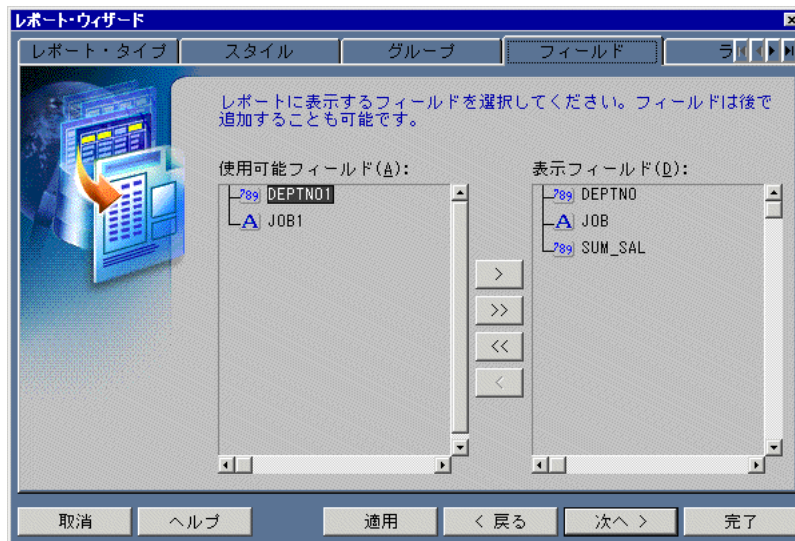 レポート・ウィザード
レポート・タイプ スタイル グループ フィールド ラ
レポートに表示するフィールドを選択してください。フィールドは後で
追加することも可能です。
使用可能フィールド(A): 表示フィールド(D):
789 DEPTNO1 789 DEPTNO
A JOB1 A JOB
789 SUM_SAL
>
>>
<<
<
取消 ヘルプ 適用 < 戻る 次へ > 完了